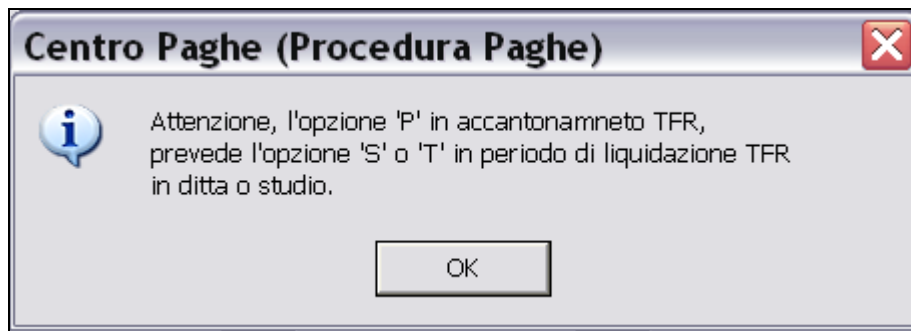 Centro Paghe (Procedura Paghe)
Attenzione, l'opzione 'P' in accantonamneto TFR,
prevede l'opzione 'S' o 'T' in periodo di liquidazione TFR
in ditta o studio.
OK